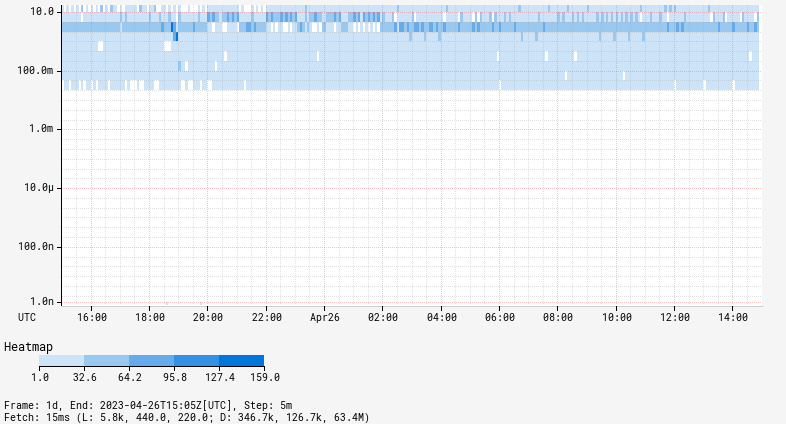 10.0
100.0m
1.0m
10.0μ
100.0n
1.0n
UTC 16:00 18:00 20:00 22:00 Apr26 02:00 04:00 06:00 08:00 10:00 12:00 14:00
Heatmap
1.0 32.6 64.2 95.8 127.4 159.0
Frame: 1d, End: 2023-04-26T15:05Z[UTC], Step: 5m
Fetch: 15ms (L: 5.8k, 440.0, 220.0; D: 346.7k, 126.7k, 63.4M)